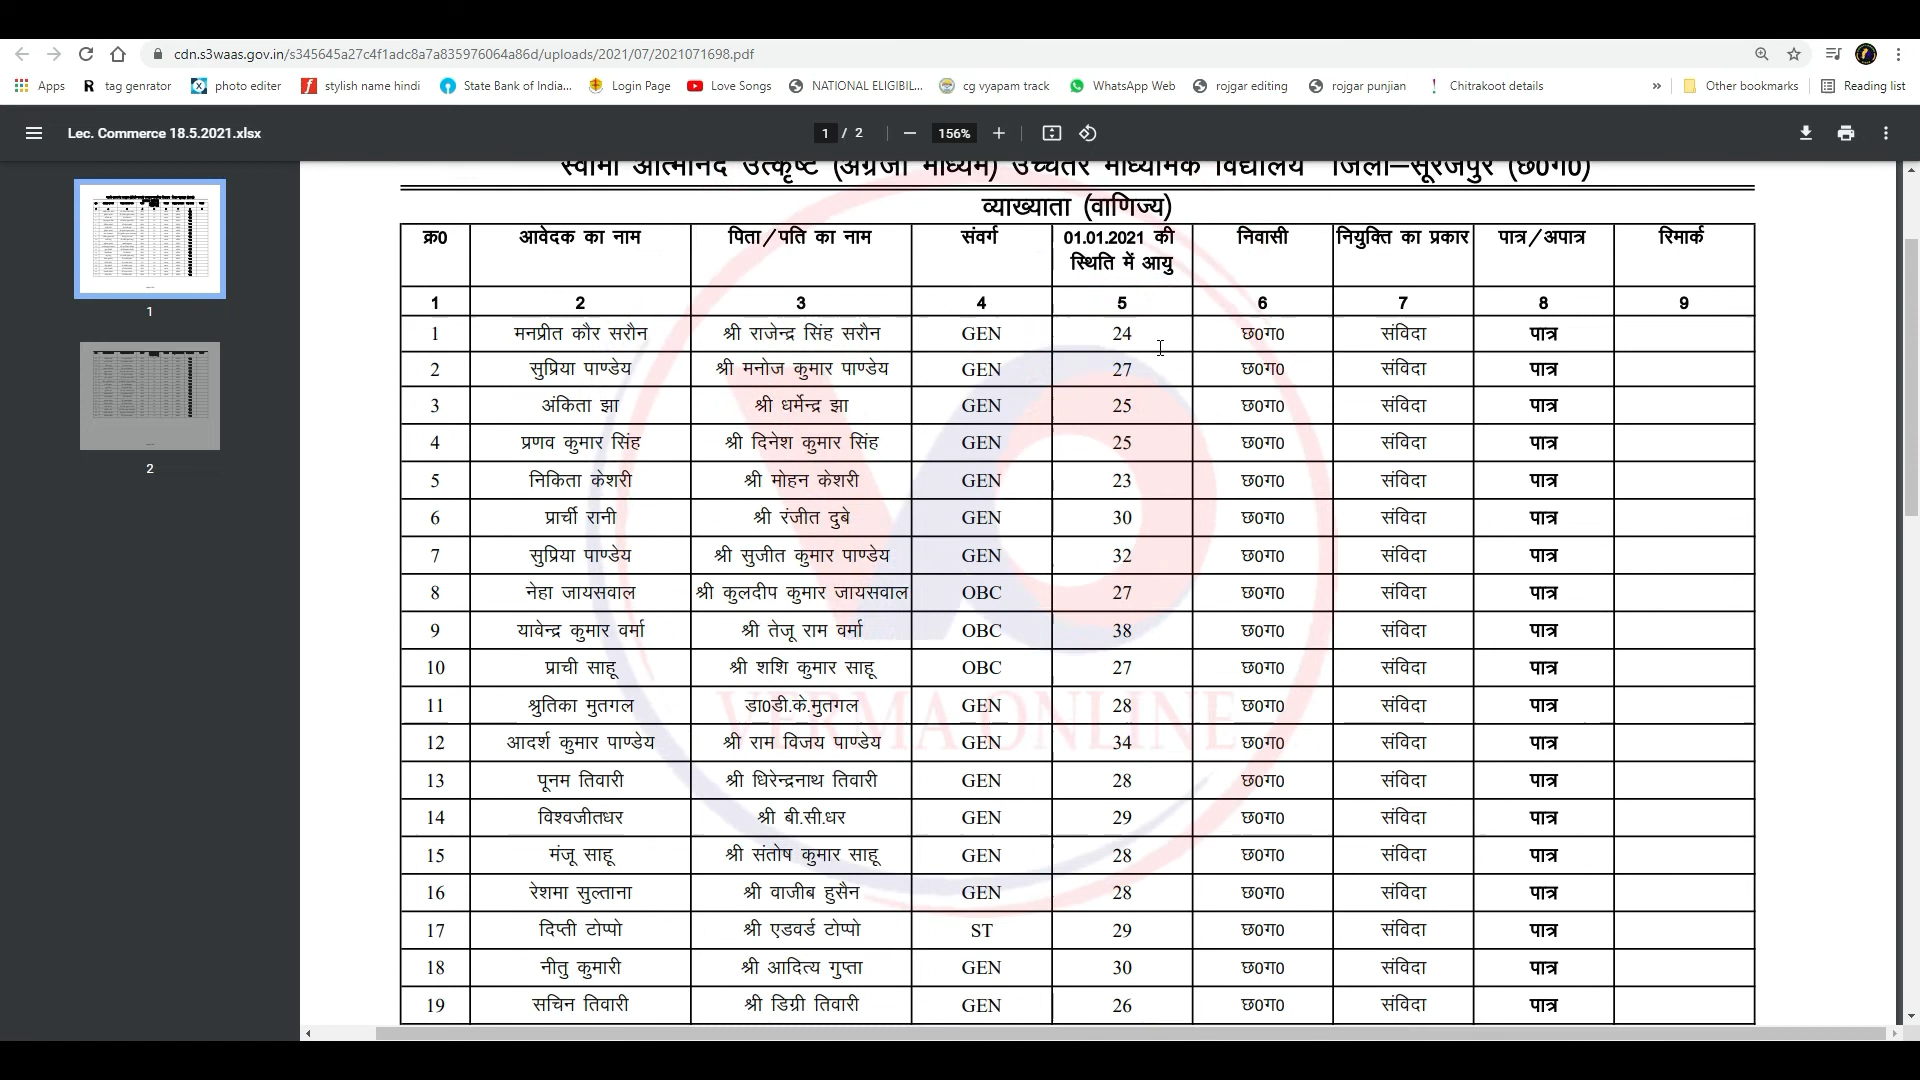 cdn.s3waas.gov.in/s345645a27c4f1adc8a7a835976064a86d/uploads/2021/07/2021071698.pdf
Apps tag genrator photo editer stylish name hindi State Bank of India... Login Page Love Songs NATIONAL ELIGIBIL... cg vyapam track WhatsApp Web rojgar editing rojgar punjian Chitrakoot details » Other bookmarks Reading list
Lec. Commerce 18.5.2021.xlsx 1 / 2 156%
स्वामी आत्मानंद उत्कृष्ट (अंग्रेजी माध्यम) उच्चतर माध्यमिक विद्यालय जिला–सूरजपुर (छ0ग0)
व्याख्याता (वाणिज्य)
क्र0 आवेदक का नाम पिता/पति का नाम संवर्ग 01.01.2021 की स्थिति में आयु निवासी नियुक्ति का प्रकार पात्र/अपात्र रिमार्क
1 2 3 4 5 6 7 8 9
1 मनप्रीत कौर सरौन श्री राजेन्द्र सिंह सरौन GEN 24 छ0ग0 संविदा पात्र
2 सुप्रिया पाण्डेय श्री मनोज कुमार पाण्डेय GEN 27 छ0ग0 संविदा पात्र
3 अंकिता झा श्री धर्मेन्द्र झा GEN 25 छ0ग0 संविदा पात्र
4 प्रणव कुमार सिंह श्री दिनेश कुमार सिंह GEN 25 छ0ग0 संविदा पात्र
5 निकिता केशरी श्री मोहन केशरी GEN 23 छ0ग0 संविदा पात्र
6 प्रार्ची रानी श्री रंजीत दुबे GEN 30 छ0ग0 संविदा पात्र
7 सुप्रिया पाण्डेय श्री सुजीत कुमार पाण्डेय GEN 32 छ0ग0 संविदा पात्र
8 नेहा जायसवाल श्री कुलदीप कुमार जायसवाल OBC 27 छ0ग0 संविदा पात्र
9 यावेन्द्र कुमार वर्मा श्री तेजू राम वर्मा OBC 38 छ0ग0 संविदा पात्र
10 प्राची साहू श्री शशि कुमार साहू OBC 27 छ0ग0 संविदा पात्र
11 श्रुतिका मुतगल डा0डी.के.मुतगल GEN 28 छ0ग0 संविदा पात्र
12 आदर्श कुमार पाण्डेय श्री राम विजय पाण्डेय GEN 34 छ0ग0 संविदा पात्र
13 पूनम तिवारी श्री धिरेन्द्रनाथ तिवारी GEN 28 छ0ग0 संविदा पात्र
14 विश्वजीतधर श्री बी.सी.धर GEN 29 छ0ग0 संविदा पात्र
15 मंजू साहू श्री संतोष कुमार साहू GEN 28 छ0ग0 संविदा पात्र
16 रेशमा सुल्ताना श्री वाजीब हुसैन GEN 28 छ0ग0 संविदा पात्र
17 दिप्ती टोप्पो श्री एडवर्ड टोप्पो ST 29 छ0ग0 संविदा पात्र
18 नीतु कुमारी श्री आदित्य गुप्ता GEN 30 छ0ग0 संविदा पात्र
19 सचिन तिवारी श्री डिग्री तिवारी GEN 26 छ0ग0 संविदा पात्र
VERMA ONLINE
1
2